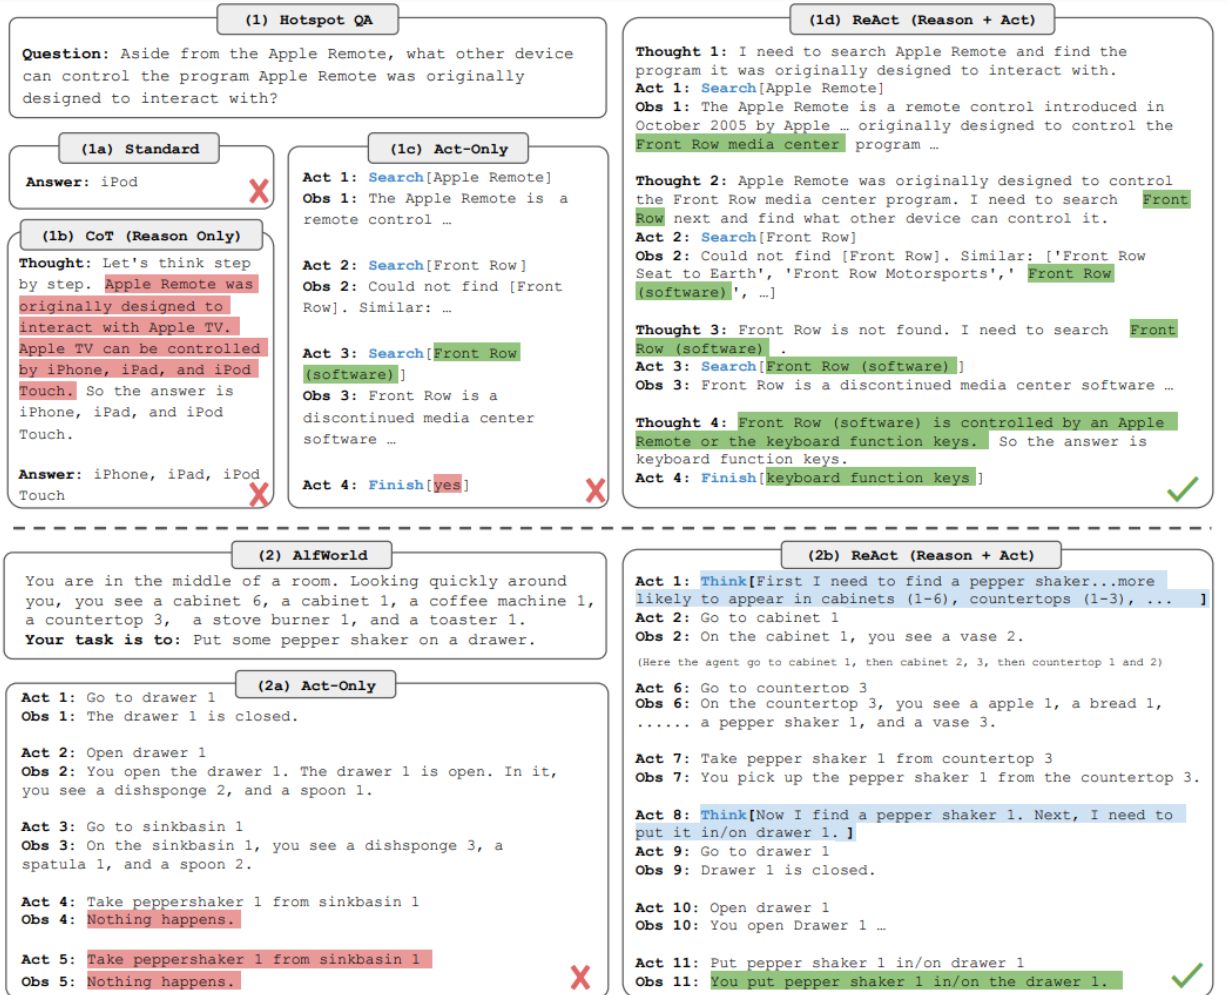 (1) Hotspot QA
Question: Aside from the Apple Remote, what other device
can control the program Apple Remote was originally
designed to interact with?
(1a) Standard
Answer: iPod
(1b) CoT (Reason Only)
Thought: Let's think step
by step. Apple Remote was
originally designed to
interact with Apple TV.
Apple TV can be controlled
by iPhone, iPad, and iPod
Touch. So the answer is
iPhone, iPad, and iPod
Touch.
Answer: iPhone, iPad, iPod
Touch
(1c) Act-Only
Act 1: Search[Apple Remote]
Obs 1: The Apple Remote is a
remote control …
Act 2: Search[Front Row]
Obs 2: Could not find [Front
Row]. Similar: …
Act 3: Search[Front Row
(software)]
Obs 3: Front Row is a
discontinued media center
software …
Act 4: Finish[yes]
(1d) ReAct (Reason + Act)
Thought 1: I need to search Apple Remote and find the
program it was originally designed to interact with.
Act 1: Search[Apple Remote]
Obs 1: The Apple Remote is a remote control introduced in
October 2005 by Apple … originally designed to control the
Front Row media center program …
Thought 2: Apple Remote was originally designed to control
the Front Row media center program. I need to search Front
Row next and find what other device can control it.
Act 2: Search[Front Row]
Obs 2: Could not find [Front Row]. Similar: ['Front Row
Seat to Earth', 'Front Row Motorsports',' Front Row
(software)', …]
Thought 3: Front Row is not found. I need to search Front
Row (software) .
Act 3: Search[Front Row (software)]
Obs 3: Front Row is a discontinued media center software …
Thought 4: Front Row (software) is controlled by an Apple
Remote or the keyboard function keys. So the answer is
keyboard function keys.
Act 4: Finish[keyboard function keys]
(2) AlfWorld
You are in the middle of a room. Looking quickly around
you, you see a cabinet 6, a cabinet 1, a coffee machine 1,
a countertop 3, a stove burner 1, and a toaster 1.
Your task is to: Put some pepper shaker on a drawer.
(2a) Act-Only
Act 1: Go to drawer 1
Obs 1: The drawer 1 is closed.
Act 2: Open drawer 1
Obs 2: You open the drawer 1. The drawer 1 is open. In it,
you see a dishsponge 2, and a spoon 1.
Act 3: Go to sinkbasin 1
Obs 3: On the sinkbasin 1, you see a dishsponge 3, a
spatula 1, and a spoon 2.
Act 4: Take peppershaker 1 from sinkbasin 1
Obs 4: Nothing happens.
Act 5: Take peppershaker 1 from sinkbasin 1
Obs 5: Nothing happens.
(2b) ReAct (Reason + Act)
Act 1: Think[First I need to find a pepper shaker...more
likely to appear in cabinets (1-6), countertops (1-3), ... ]
Act 2: Go to cabinet 1
Obs 2: On the cabinet 1, you see a vase 2.
(Here the agent go to cabinet 1, then cabinet 2, 3, then countertop 1 and 2)
Act 6: Go to countertop 3
Obs 6: On the countertop 3, you see a apple 1, a bread 1,
...... a pepper shaker 1, and a vase 3.
Act 7: Take pepper shaker 1 from countertop 3
Obs 7: You pick up the pepper shaker 1 from the countertop 3.
Act 8: Think[Now I find a pepper shaker 1. Next, I need to
put it in/on drawer 1. ]
Act 9: Go to drawer 1
Obs 9: Drawer 1 is closed.
Act 10: Open drawer 1
Obs 10: You open Drawer 1 …
Act 11: Put pepper shaker 1 in/on drawer 1
Obs 11: You put pepper shaker 1 in/on the drawer 1.